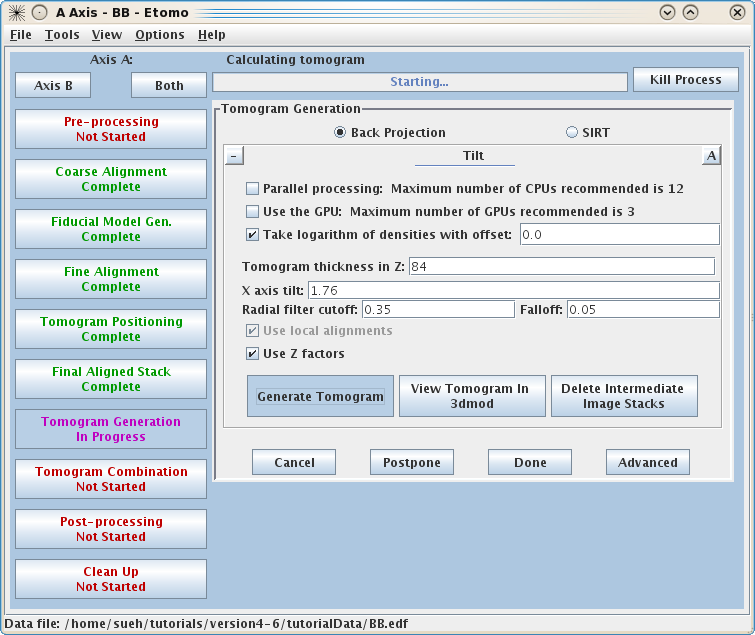 A Axis - BB - Etomo
File Tools View Options Help
Axis A:
Calculating tomogram
Axis B
Both
Starting...
Kill Process
Pre-processing
Not Started
Coarse Alignment
Complete
Fiducial Model Gen.
Complete
Fine Alignment
Complete
Tomogram Positioning
Complete
Final Aligned Stack
Complete
Tomogram Generation
In Progress
Tomogram Combination
Not Started
Post-processing
Not Started
Clean Up
Not Started
Tomogram Generation
Back Projection
SIRT
-
Tilt
A
Parallel processing: Maximum number of CPUs recommended is 12
Use the GPU: Maximum number of GPUs recommended is 3
Take logarithm of densities with offset: 0.0
Tomogram thickness in Z: 84
X axis tilt: 1.76
Radial filter cutoff: 0.35 Falloff: 0.05
Use local alignments
Use Z factors
Generate Tomogram
View Tomogram In
3dmod
Delete Intermediate
Image Stacks
Cancel
Postpone
Done
Advanced
Data file: /home/sueh/tutorials/version4-6/tutorialData/BB.edf